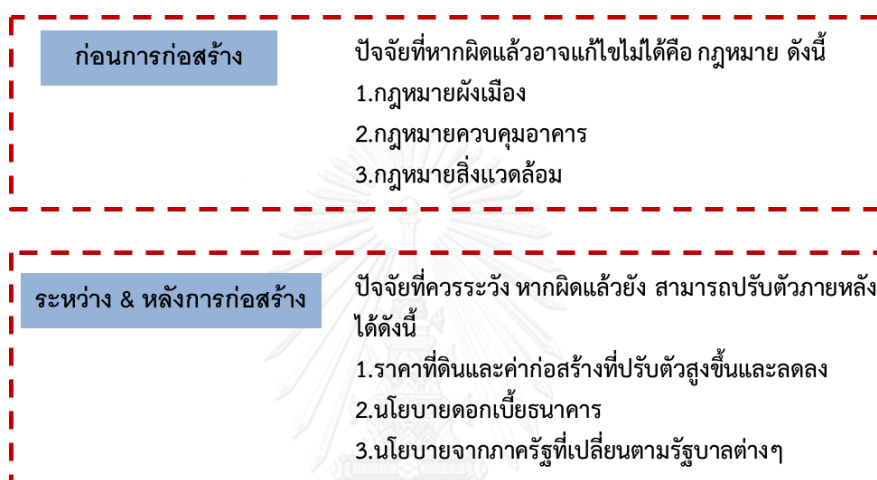 ก่อนการก่อสร้าง
ปัจจัยที่หากผิดแล้วอาจแก้ไขไม่ได้คือ กฎหมาย ดังนี้
1.กฎหมายผังเมือง
2.กฎหมายควบคุมอาคาร
3.กฎหมายสิ่งแวดล้อม
ระหว่าง & หลังการก่อสร้าง
ปัจจัยที่ควรระวัง หากผิดแล้วยัง สามารถปรับตัวภายหลัง
ได้ดังนี้
1.ราคาที่ดินและค่าก่อสร้างที่ปรับตัวสูงขึ้นและลดลง
2.นโยบายดอกเบี้ยธนาคาร
3.นโยบายจากภาครัฐที่เปลี่ยนตามรัฐบาลต่างๆ